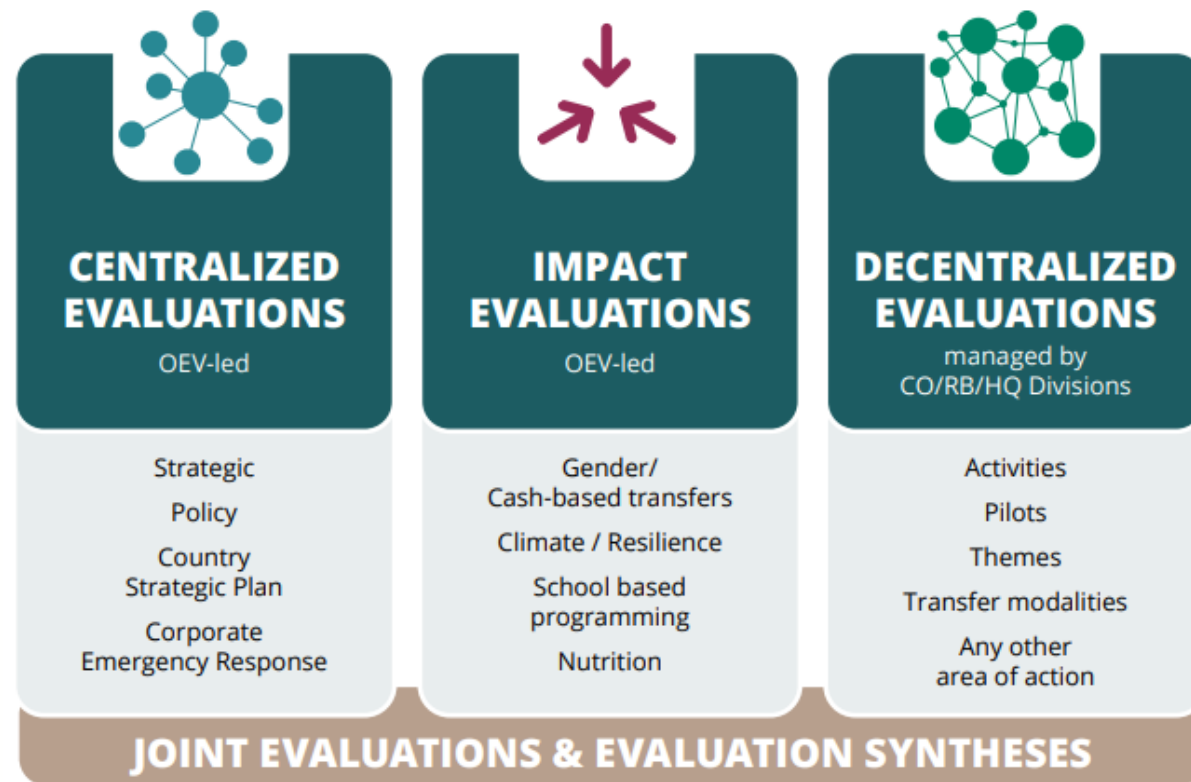 CENTRALIZED
EVALUATIONS
OEV-led
Strategic
Policy
Country
Strategic Plan
Corporate
Emergency Response
IMPACT
EVALUATIONS
OEV-led
Gender/
Cash-based transfers
Climate / Resilience
School based
programming
Nutrition
DECENTRALIZED
EVALUATIONS
managed by
CO/RB/HQ Divisions
Activities
Pilots
Themes
Transfer modalities
Any other
area of action
JOINT EVALUATIONS & EVALUATION SYNTHESES